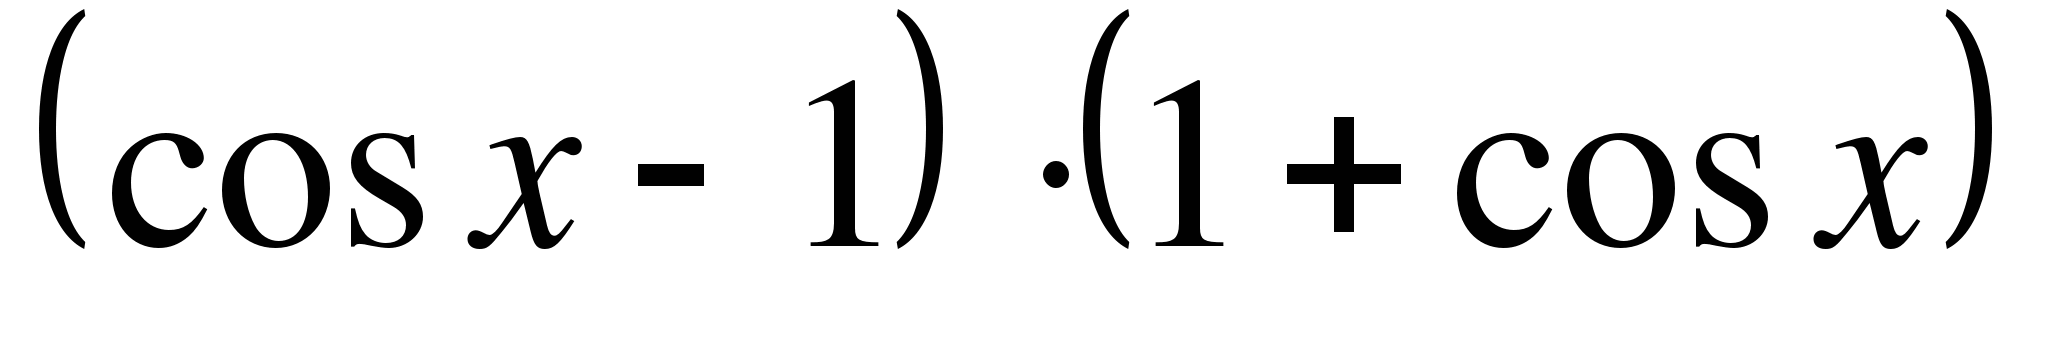 (cos x - 1) ·(1 + cos x)